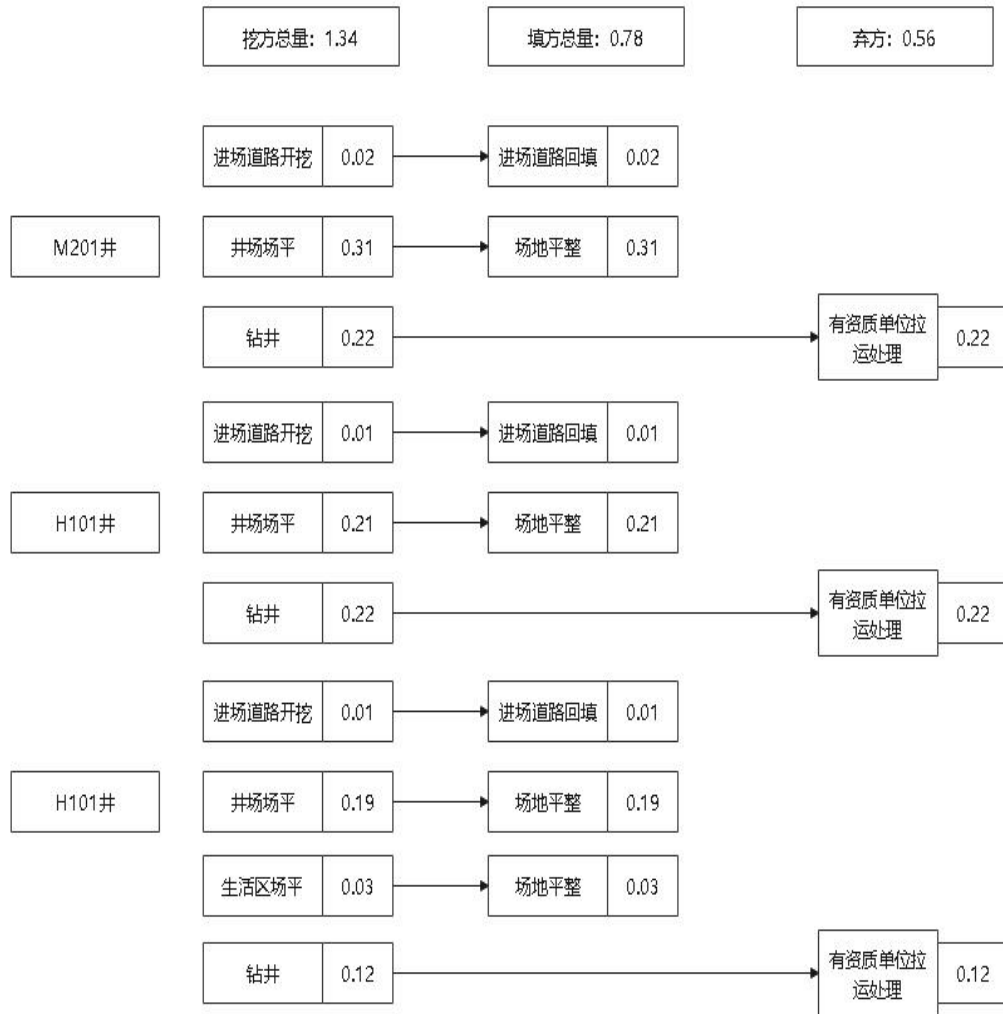 挖方总量：1.34 填方总量：0.78 弃方：0.56
进场道路开挖 0.02 进场道路回填 0.02
M201井 井场场平 0.31 场地平整 0.31
钻井 0.22 有资质单位拉
运处理 0.22
进场道路开挖 0.01 进场道路回填 0.01
H101井 井场场平 0.21 场地平整 0.21
钻井 0.22 有资质单位拉
运处理 0.22
进场道路开挖 0.01 进场道路回填 0.01
H101井 井场场平 0.19 场地平整 0.19
生活区场平 0.03 场地平整 0.03
钻井 0.12 有资质单位拉
运处理 0.12